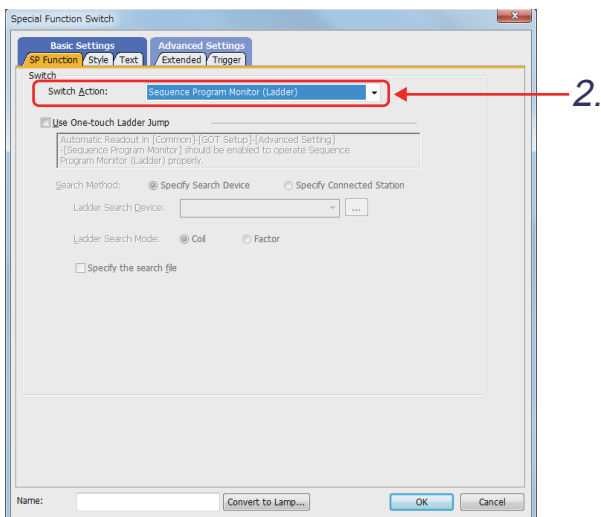 Special Function Switch
Basic Settings Advanced Settings
SP Function Style Text Extended Trigger
Switch
Switch Action: Sequence Program Monitor (Ladder)
2.
Use One-touch Ladder Jump
Automatic Readout in [Common]-[GOT Setup]-[Advanced Setting]
-[Sequence Program Monitor] should be enabled to operate Sequence
Program Monitor (Ladder) properly.
Search Method: Specify Search Device Specify Connected Station
Ladder Search Device: ...
Ladder Search Mode: Coil Factor
Specify the search file
Name: Convert to Lamp... OK Cancel